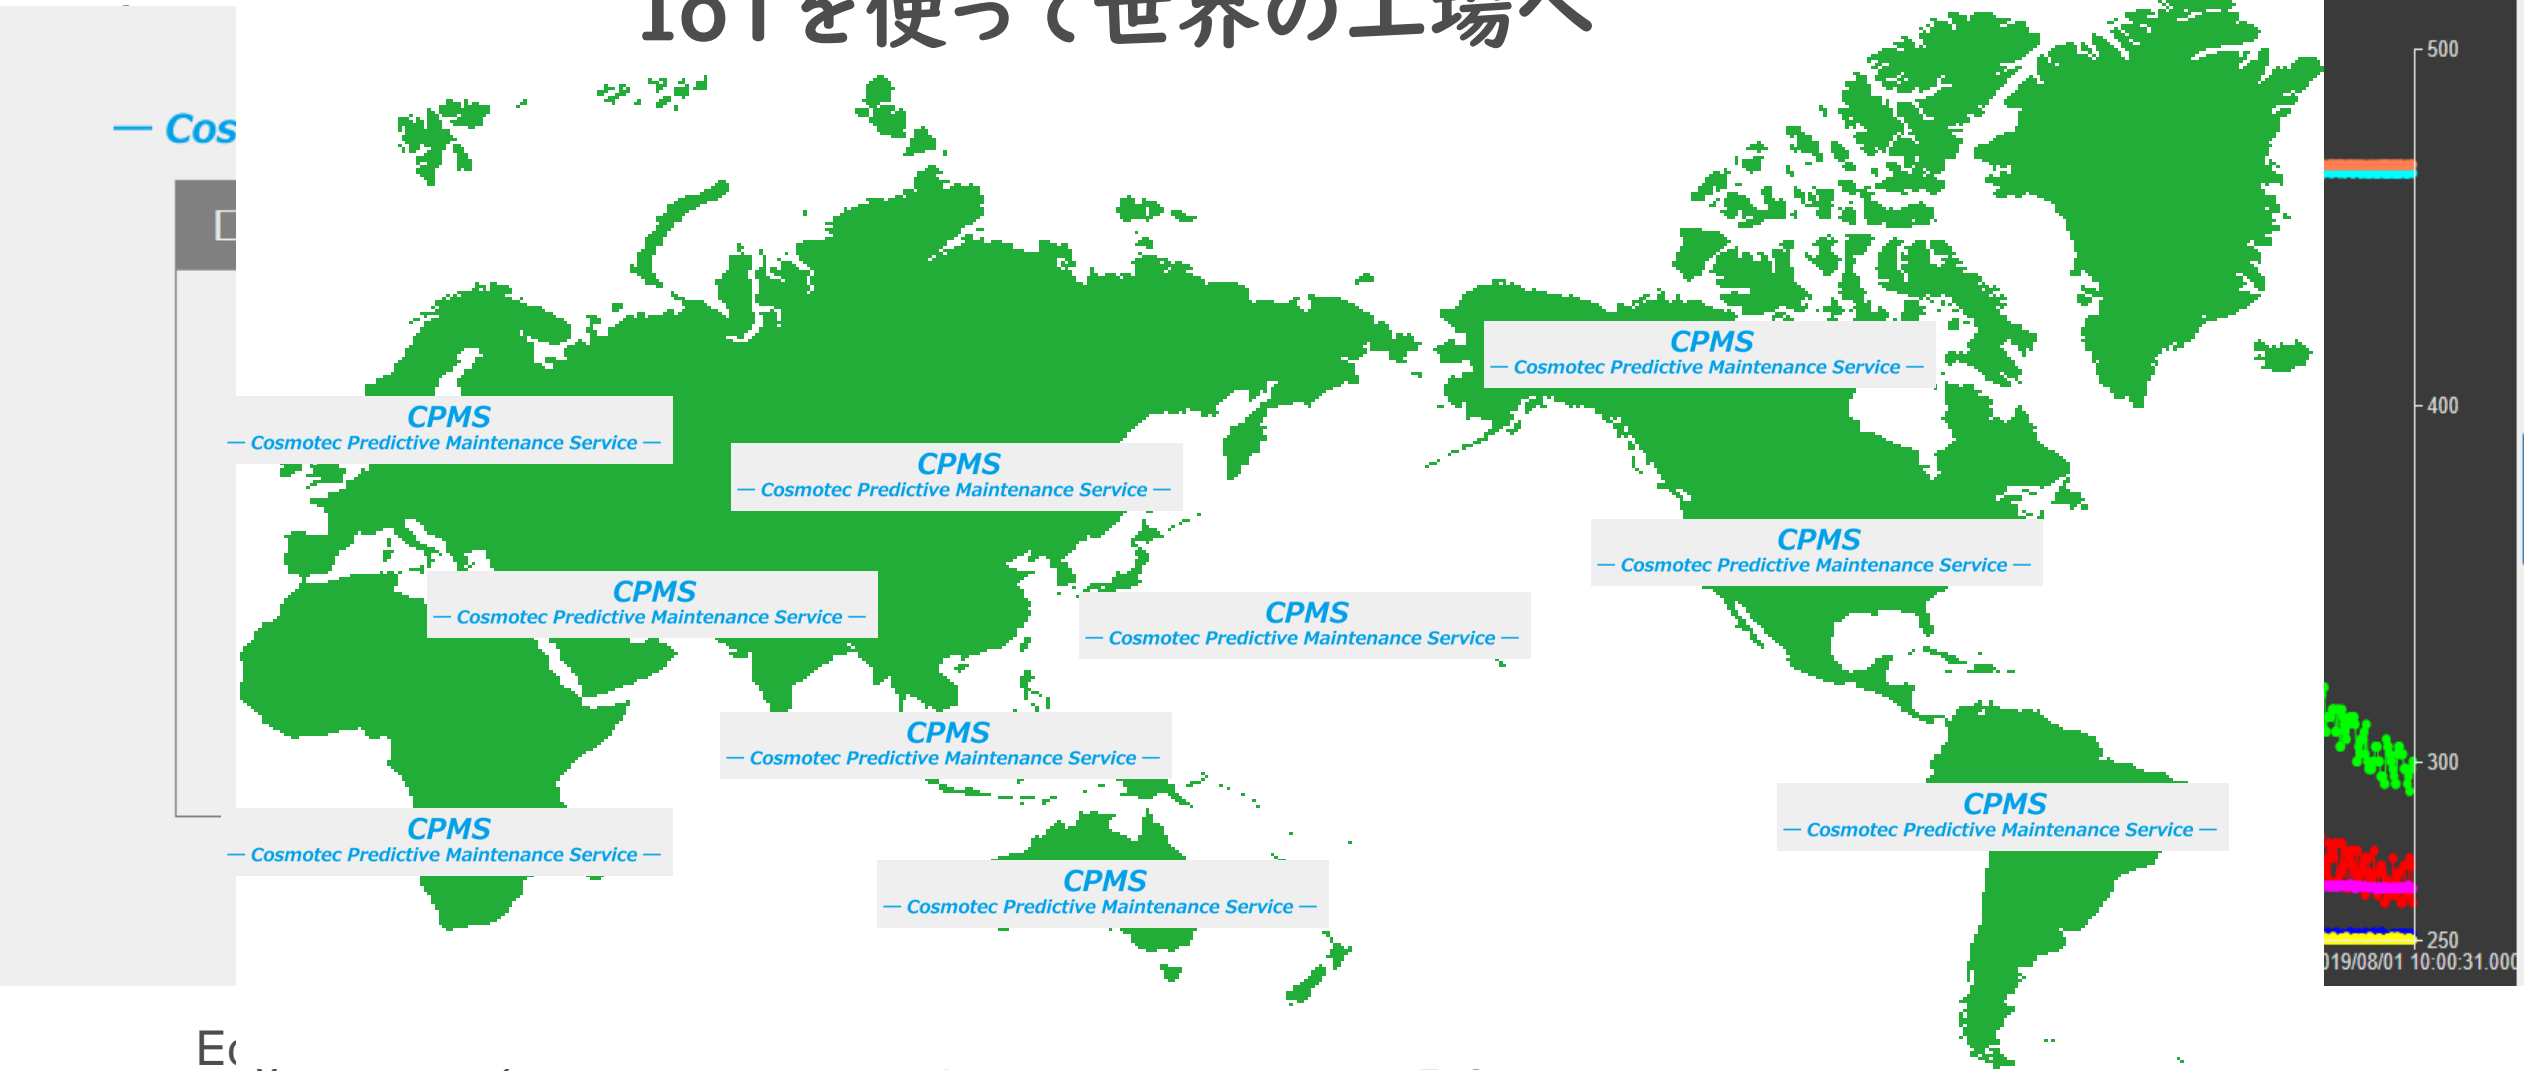 IoTを使って世界の工場へ
500
— Cos
CPMS
— Cosmotec Predictive Maintenance Service —
400
CPMS
— Cosmotec Predictive Maintenance Service —
CPMS
— Cosmotec Predictive Maintenance Service —
CPMS
— Cosmotec Predictive Maintenance Service —
CPMS
— Cosmotec Predictive Maintenance Service —
CPMS
— Cosmotec Predictive Maintenance Service —
CPMS
— Cosmotec Predictive Maintenance Service —
300
CPMS
— Cosmotec Predictive Maintenance Service —
CPMS
— Cosmotec Predictive Maintenance Service —
CPMS
— Cosmotec Predictive Maintenance Service —
250
019/08/01 10:00:31.000